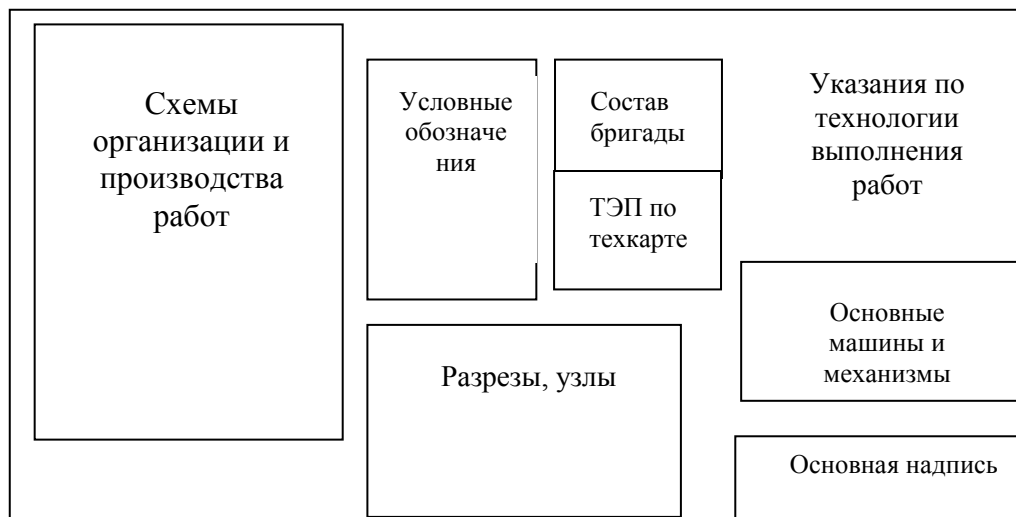 Схемы
организации и
производства
работ
Условные
обозначе
ния
Состав
бригады
ТЭП по
техкарте
Указания по
технологии
выполнения
работ
Разрезы, узлы
Основные
машины и
механизмы
Основная надпись